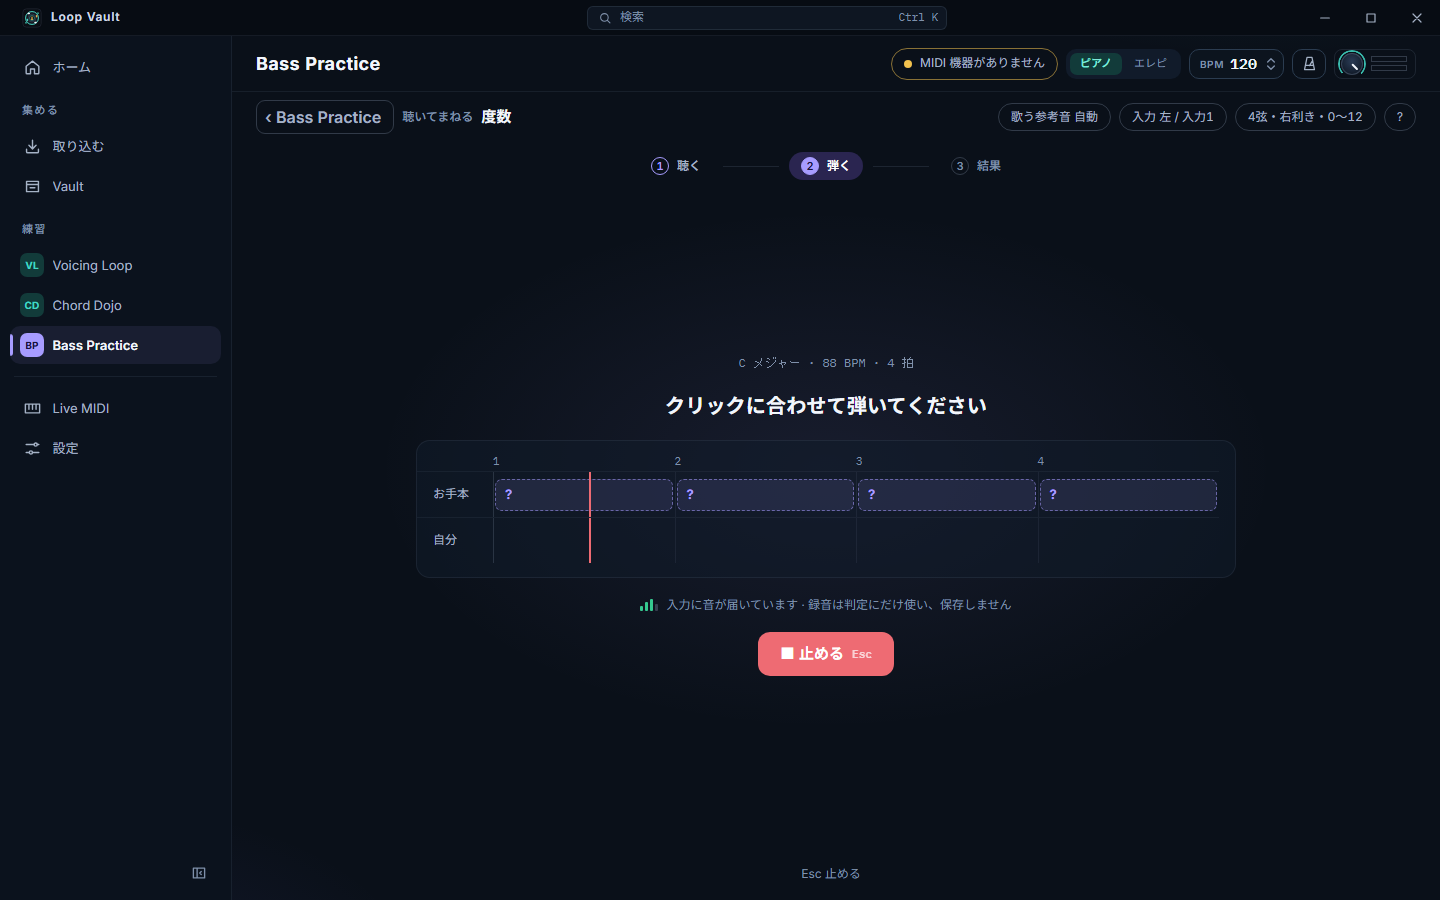 Loop Vault
検索
Ctrl K
ホーム
集める
取り込む
Vault
練習
VL Voicing Loop
CD Chord Dojo
BP Bass Practice
Live MIDI
設定
Bass Practice
MIDI 機器がありません
ピアノ
エレピ
BPM 120
‹ Bass Practice
聴いてまねる 度数
歌う参考音 自動
入力 左 / 入力1
4弦・右利き・0〜12
?
1 聴く
2 弾く
3 結果
C メジャー · 88 BPM · 4 拍
クリックに合わせて弾いてください
1 2 3 4
お手本 ? ? ? ?
自分
入力に音が届いています · 録音は判定にだけ使い、保存しません
止める Esc
Esc 止める